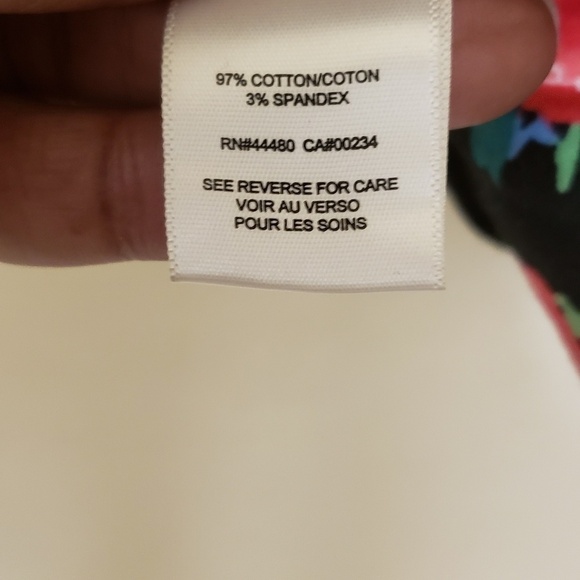 97% COTTON/COTON
3% SPANDEX
RN#44480 CA#00234
SEE REVERSE FOR CARE
VOIR AU VERSO
POUR LES SOINS